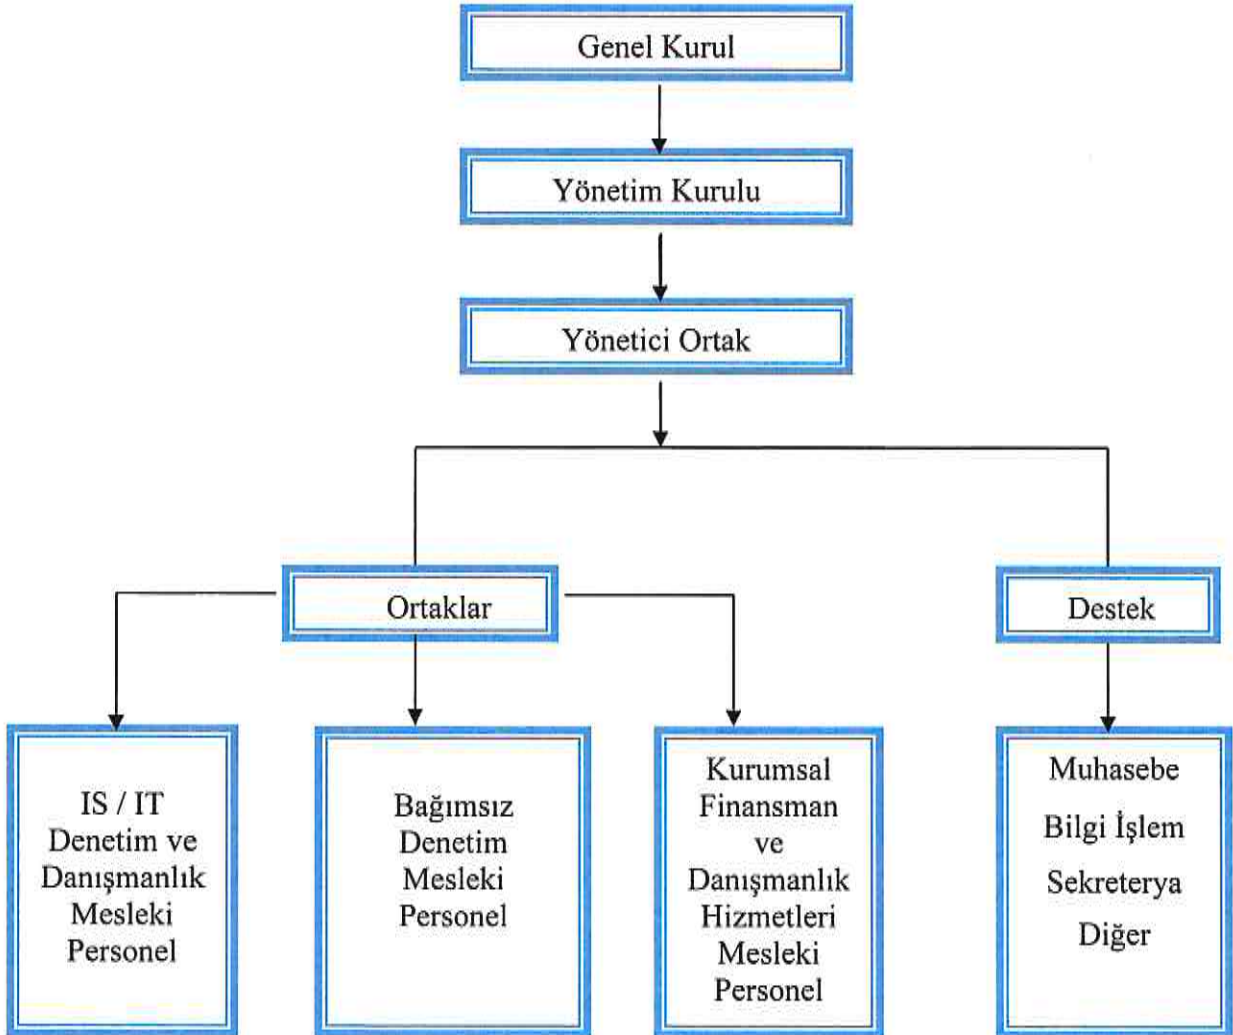 Genel Kurul
Yönetim Kurulu
Yönetici Ortak
Ortaklar
Destek
IS / IT
Denetim ve
Danışmanlık
Mesleki
Personel
Bağımsız
Denetim
Mesleki
Personel
Kurumsal
Finansman
ve
Danışmanlık
Hizmetleri
Mesleki
Personel
Muhasebe
Bilgi İşlem
Sekreterya
Diğer